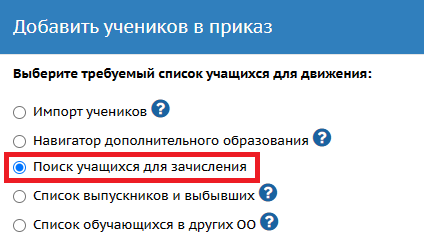 Добавить учеников в приказ
Выберите требуемый список учащихся для движения:
Импорт учеников ?
Навигатор дополнительного образования ?
Поиск учащихся для зачисления
Список выпускников и выбывших ?
Список обучающихся в других ОО ?